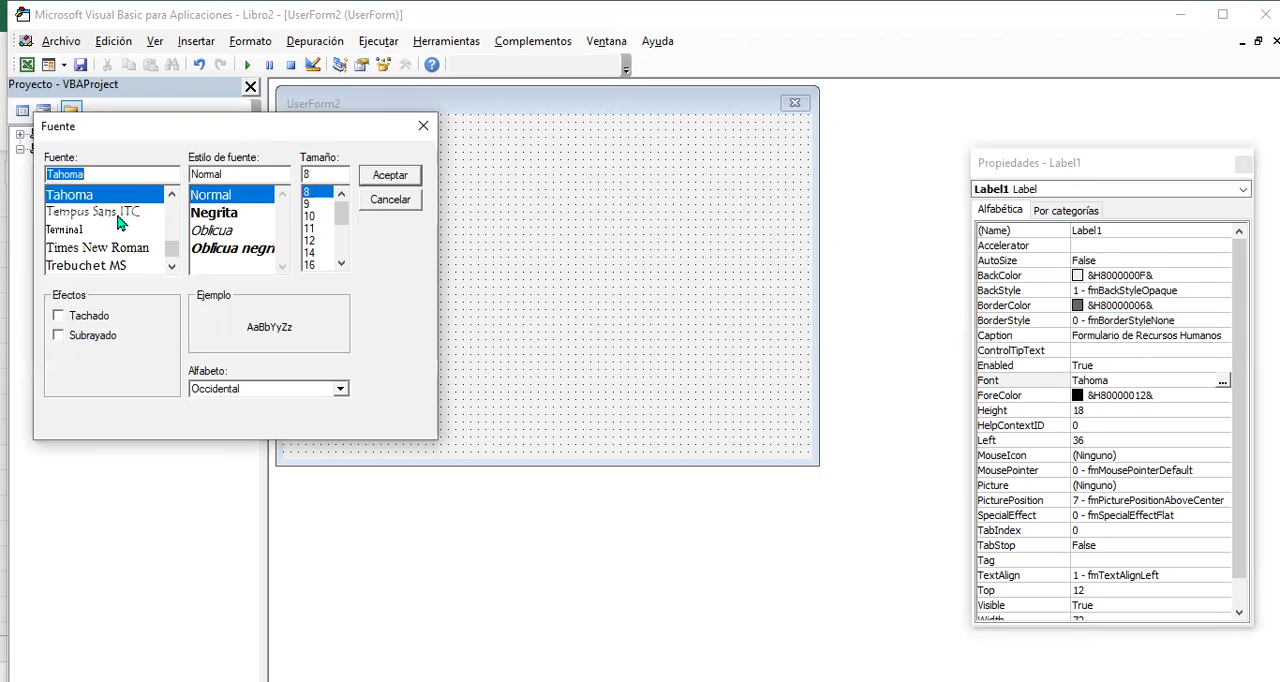 Microsoft Visual Basic para Aplicaciones - Libro2 - [UserForm2 (UserForm)]
Archivo Edición Ver Insertar Formato Depuración Ejecutar Herramientas Complementos Ventana Ayuda
Proyecto - VBAProject
UserForm2
Fuente
Fuente:
Tahoma
Tahoma
Tempus Sans ITC
Terminal
Times New Roman
Trebuchet MS
Estilo de fuente:
Normal
Normal
Negrita
Oblicua
Oblicua negri
Tamaño:
8
8
9
10
11
12
14
16
Aceptar
Cancelar
Efectos
Tachado
Subrayado
Ejemplo
AaBbYyZz
Alfabeto:
Occidental
Propiedades - Label1
Label1 Label
Alfabética Por categorías
(Name) Label1
Accelerator
AutoSize False
BackColor &H8000000F&
BackStyle 1 - fmBackStyleOpaque
BorderColor &H80000006&
BorderStyle 0 - fmBorderStyleNone
Caption Formulario de Recursos Humanos
ControlTipText
Enabled True
Font Tahoma ...
ForeColor &H80000012&
Height 18
HelpContextID 0
Left 36
MouseIcon (Ninguno)
MousePointer 0 - fmMousePointerDefault
Picture (Ninguno)
PicturePosition 7 - fmPicturePositionAboveCenter
SpecialEffect 0 - fmSpecialEffectFlat
TabIndex 0
TabStop False
Tag
TextAlign 1 - fmTextAlignLeft
Top 12
Visible True
Width 72